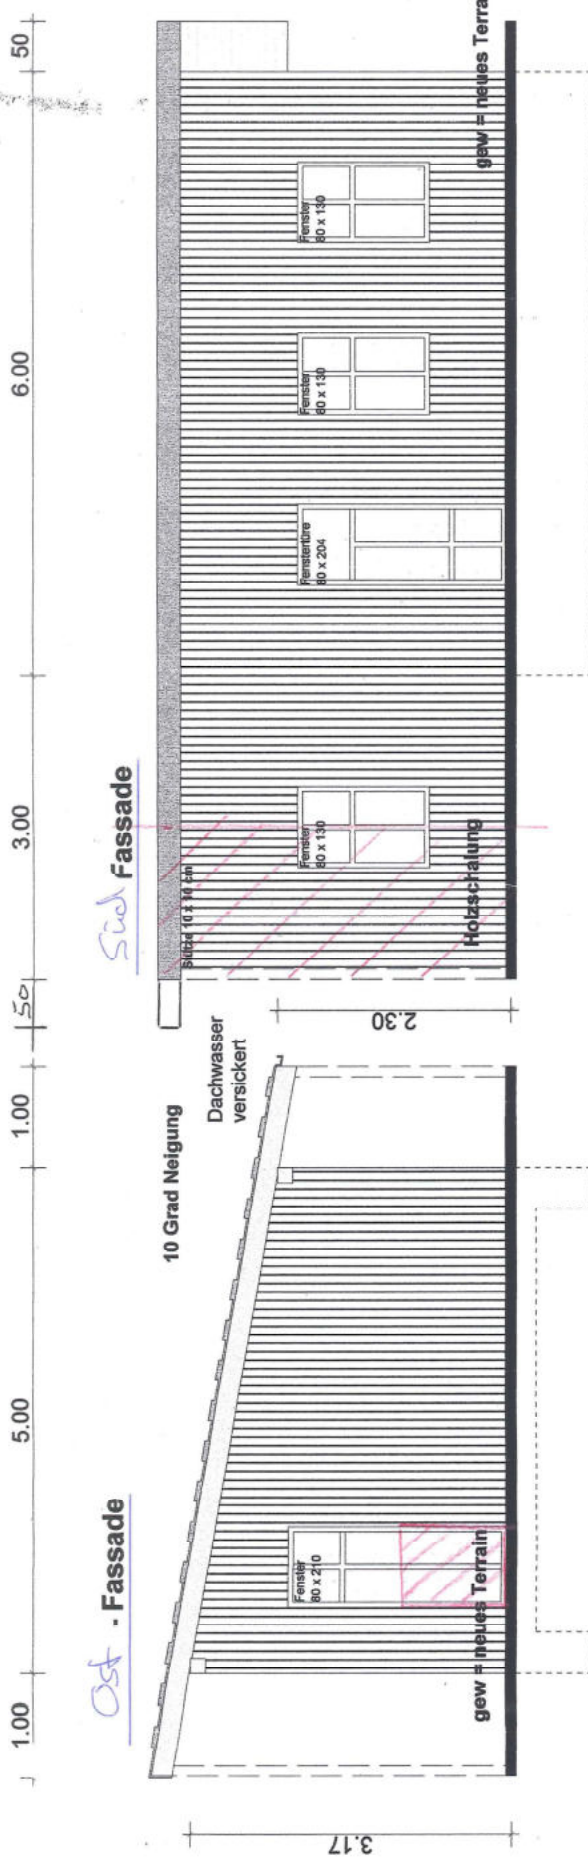 Ost - Fassade
1.00
5.00
1.00
50
3.00
6.00
50
10 Grad Neigung
Dachwasser
versickert
3.17
Fenster
80 x 210
gew = neues Terrain
2.30
Süd Fassade
Stütze 10 x 10 cm
Fenster
80 x 130
Holzschalung
Fenstertüre
80 x 204
Fenster
80 x 130
Fenster
80 x 130
gew = neues Terra